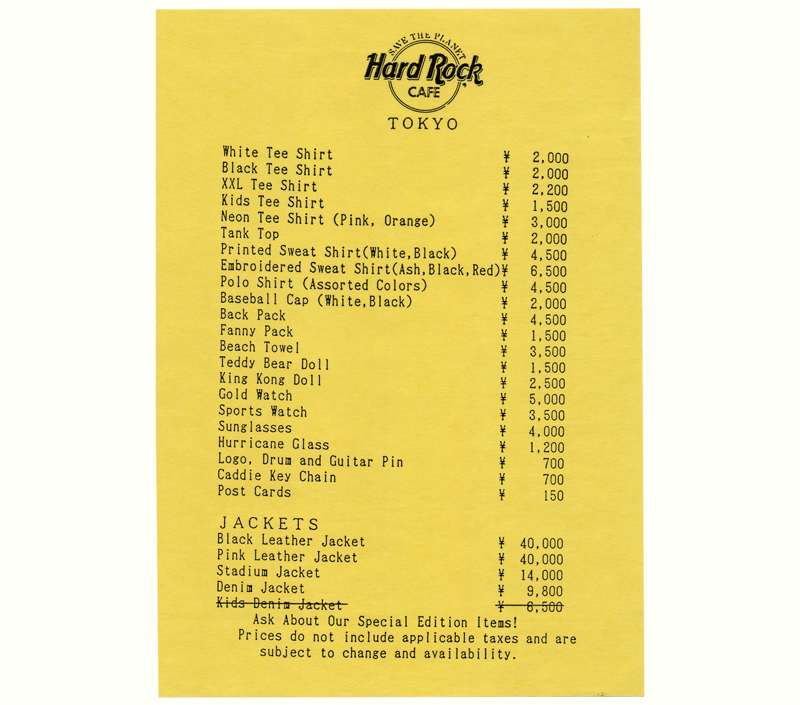 SAVE THE PLANET
Hard Rock
CAFE
TOKYO
White Tee Shirt ¥ 2,000
Black Tee Shirt ¥ 2,000
XXL Tee Shirt ¥ 2,200
Kids Tee Shirt ¥ 1,500
Neon Tee Shirt (Pink, Orange) ¥ 3,000
Tank Top ¥ 2,000
Printed Sweat Shirt(White,Black) ¥ 4,500
Embroidered Sweat Shirt(Ash,Black,Red)¥ 6,500
Polo Shirt (Assorted Colors) ¥ 4,500
Baseball Cap (White,Black) ¥ 2,000
Back Pack ¥ 4,500
Fanny Pack ¥ 1,500
Beach Towel ¥ 3,500
Teddy Bear Doll ¥ 1,500
King Kong Doll ¥ 2,500
Gold Watch ¥ 5,000
Sports Watch ¥ 3,500
Sunglasses ¥ 4,000
Hurricane Glass ¥ 1,200
Logo, Drum and Guitar Pin ¥ 700
Caddie Key Chain ¥ 700
Post Cards ¥ 150
JACKETS
Black Leather Jacket ¥ 40,000
Pink Leather Jacket ¥ 40,000
Stadium Jacket ¥ 14,000
Denim Jacket ¥ 9,800
Kids Denim Jacket ¥ 6,500
Ask About Our Special Edition Items!
Prices do not include applicable taxes and are
subject to change and availability.